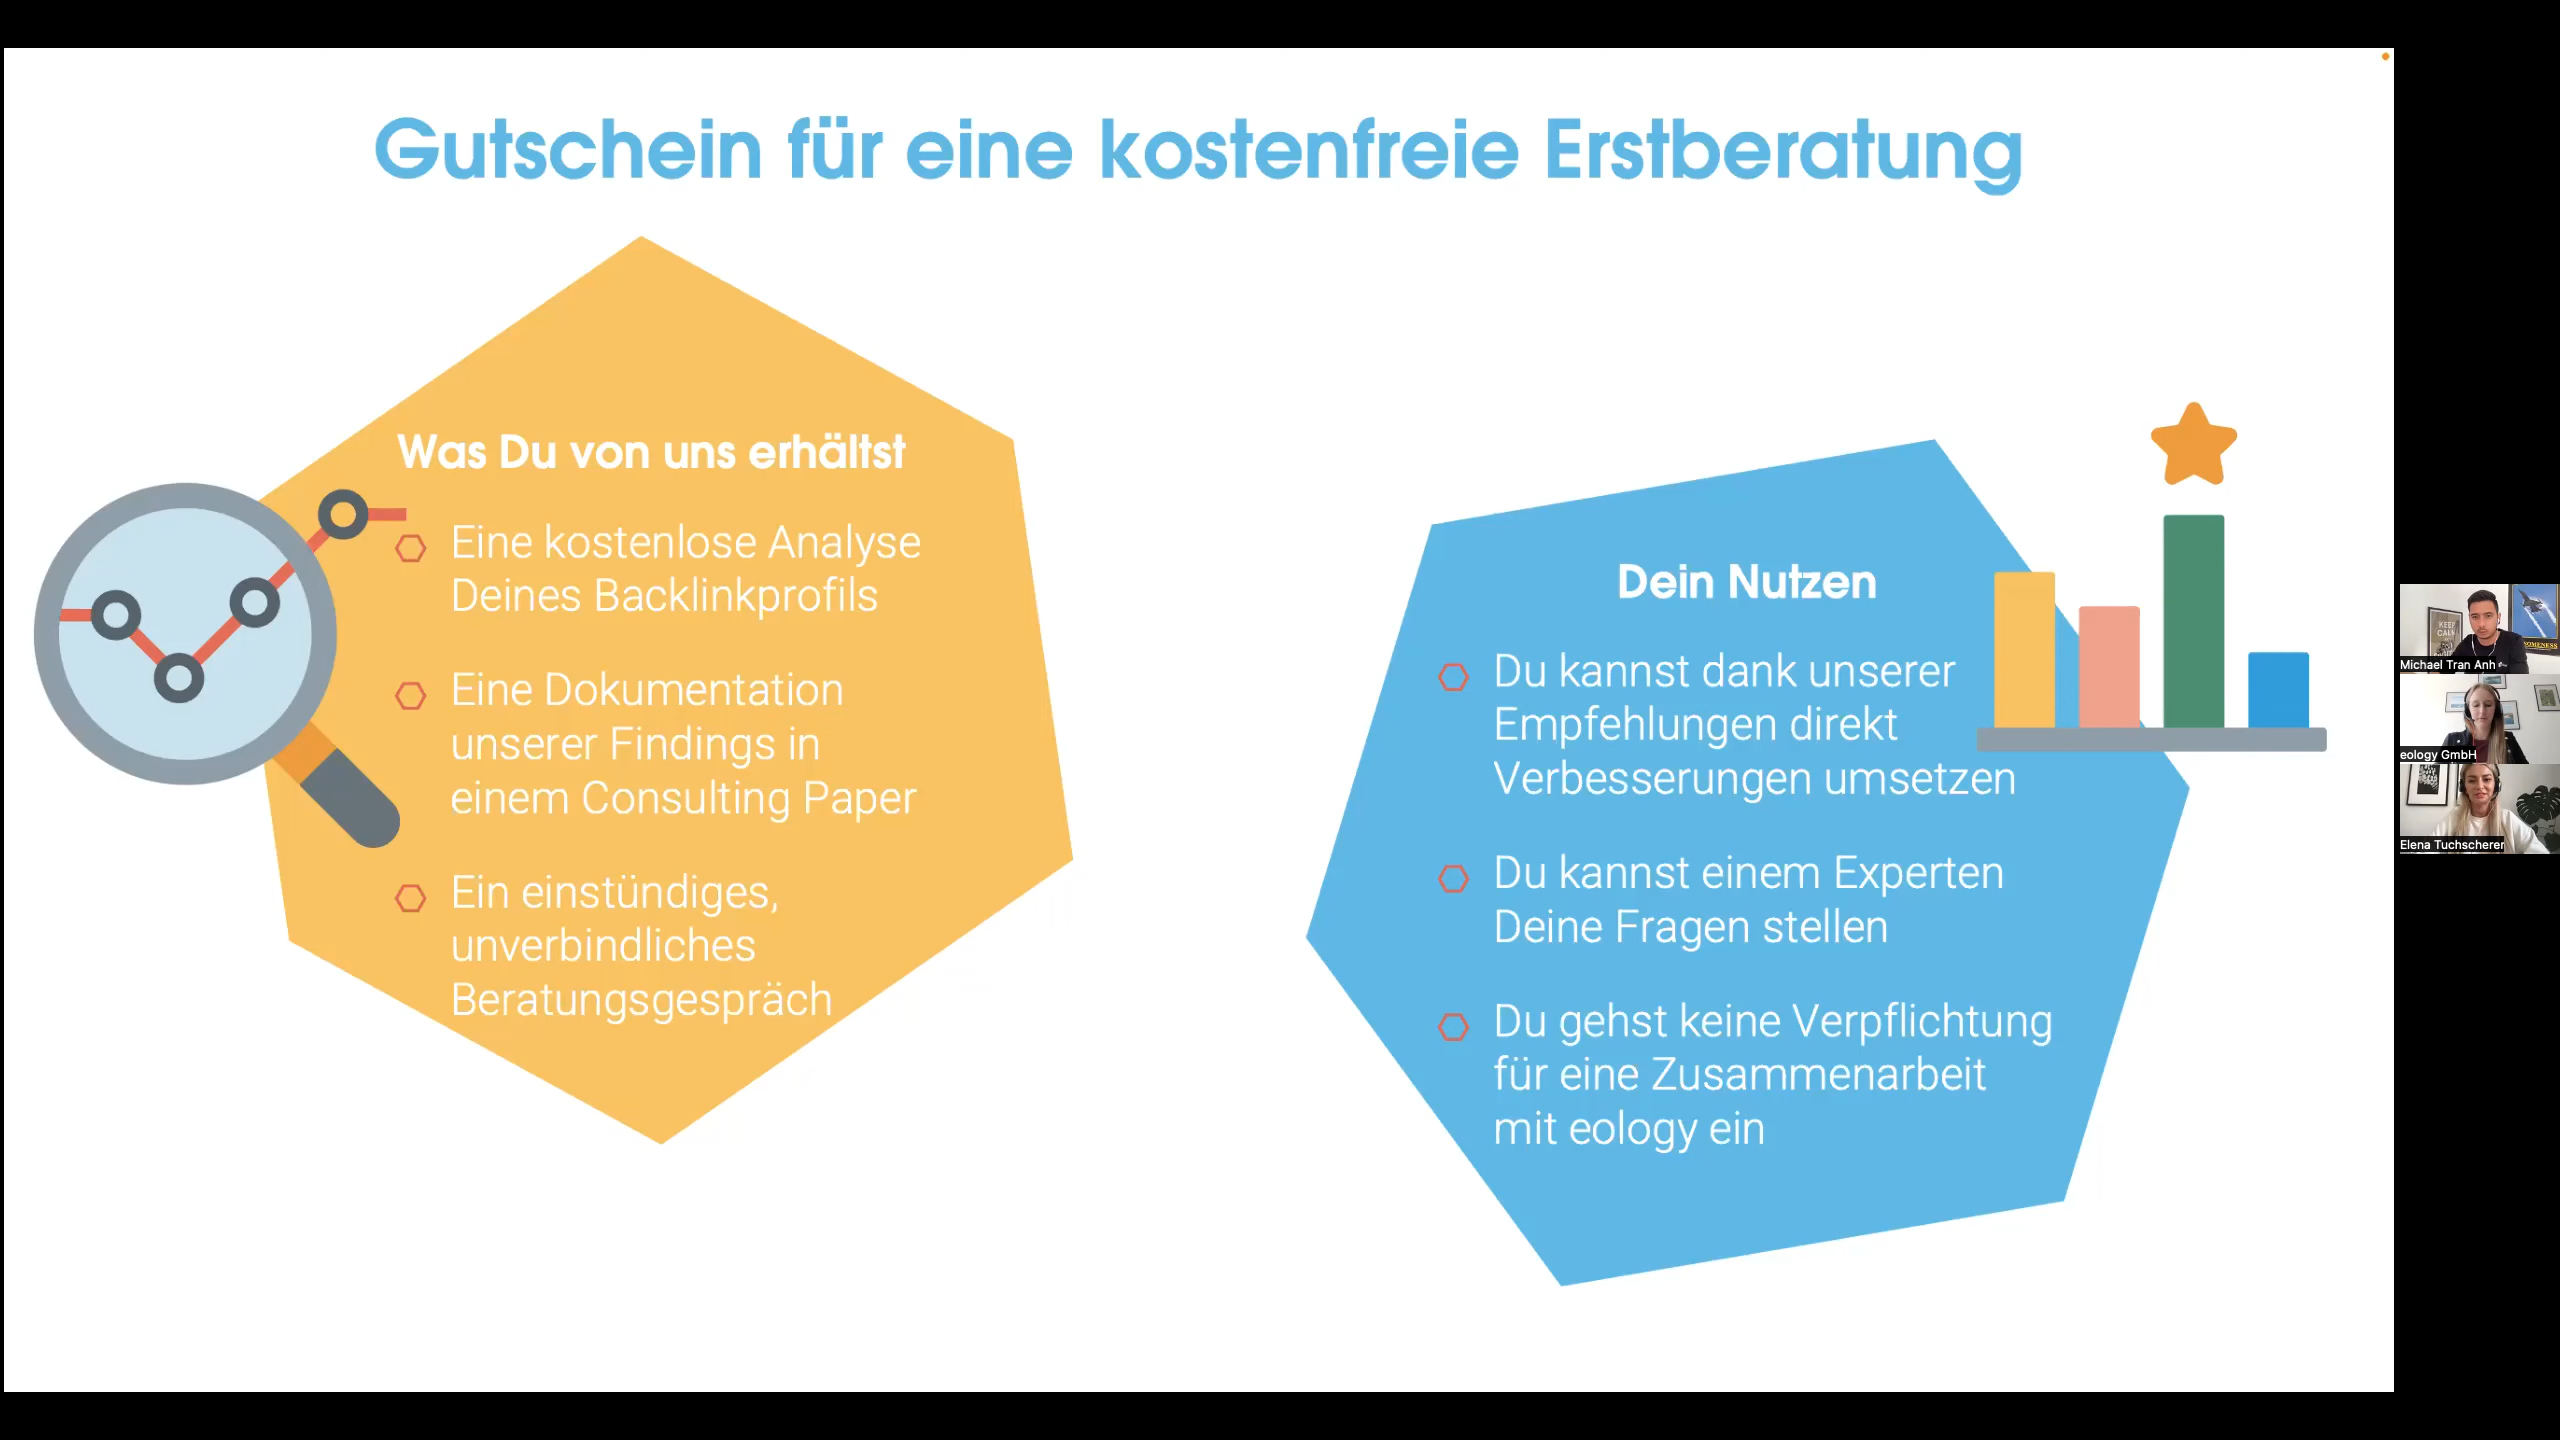 Gutschein für eine kostenfreie Erstberatung
Was Du von uns erhältst
Eine kostenlose Analyse
Deines Backlinkprofils
Eine Dokumentation
unserer Findings in
einem Consulting Paper
Ein einstündiges,
unverbindliches
Beratungsgespräch
Dein Nutzen
Du kannst dank unserer
Empfehlungen direkt
Verbesserungen umsetzen
Du kannst einem Experten
Deine Fragen stellen
Du gehst keine Verpflichtung
für eine Zusammenarbeit
mit eology ein
KEEP
CALM
Michael Tran Anh
eology GmbH
Elena Tuchscherer